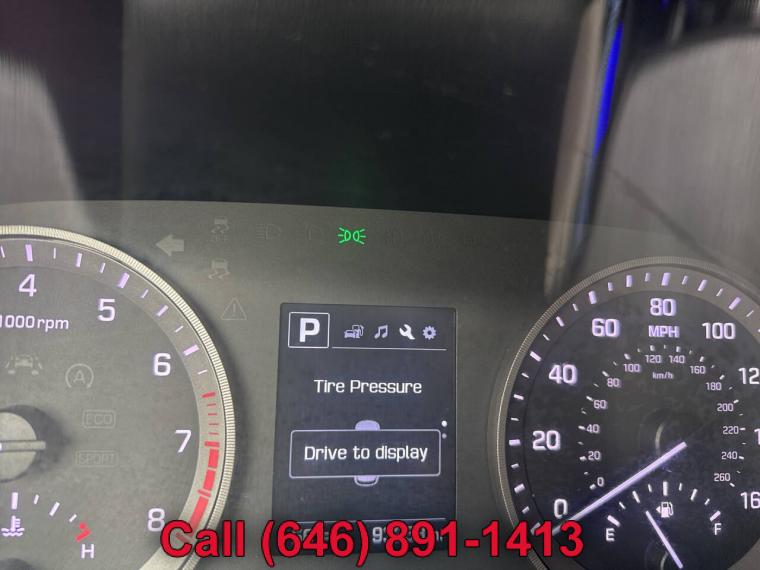 4
5
6
7
8
1000rpm
ECO
SPORT
H
P
Tire Pressure
Drive to display
0
20
40
60
80
100
MPH
km/h
0
20
40
60
80
100
120
140
160
180
200
220
240
260
E
F
Call (646) 891-1413